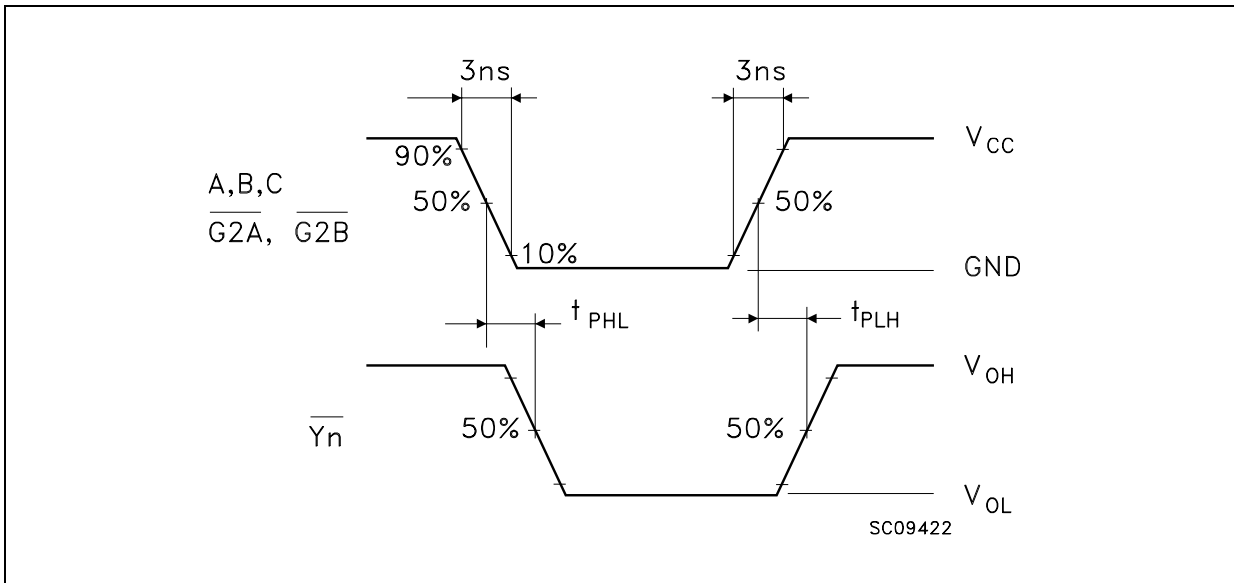 3ns 3ns
90% V_CC
A,B,C 50% 50%
G2A, G2B
10% GND
t_PHL t_PLH
V_OH
Yn 50% 50%
V_OL
SC09422